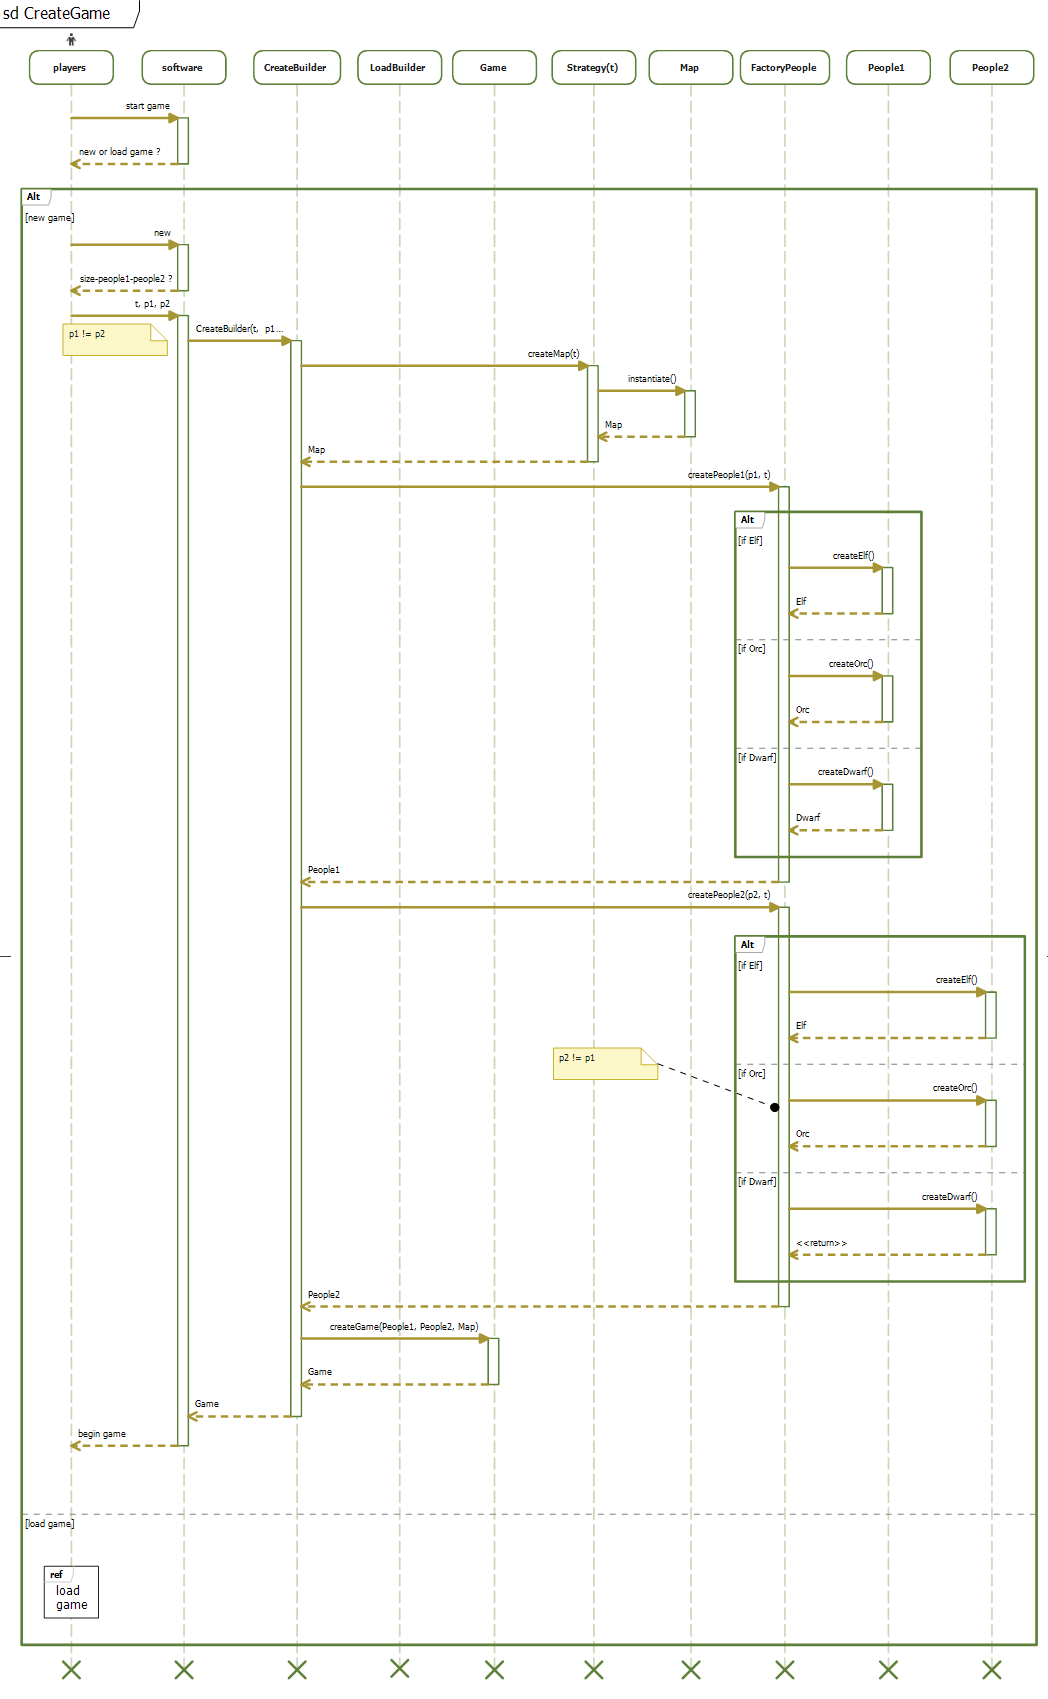 sd CreateGame
players
software
CreateBuilder
LoadBuilder
Game
Strategy(t)
Map
FactoryPeople
People1
People2
start game
new or load game ?
Alt
[new game]
new
size-people1-people2 ?
t, p1, p2
p1 != p2
CreateBuilder(t, p1...
createMap(t)
instantiate()
Map
Map
createPeople1(p1, t)
Alt
[if Elf]
createElf()
Elf
[if Orc]
createOrc()
Orc
[if Dwarf]
createDwarf()
Dwarf
People1
createPeople2(p2, t)
Alt
[if Elf]
createElf()
Elf
p2 != p1
[if Orc]
createOrc()
Orc
[if Dwarf]
createDwarf()
<<return>>
People2
createGame(People1, People2, Map)
Game
Game
begin game
[load game]
ref
load
game